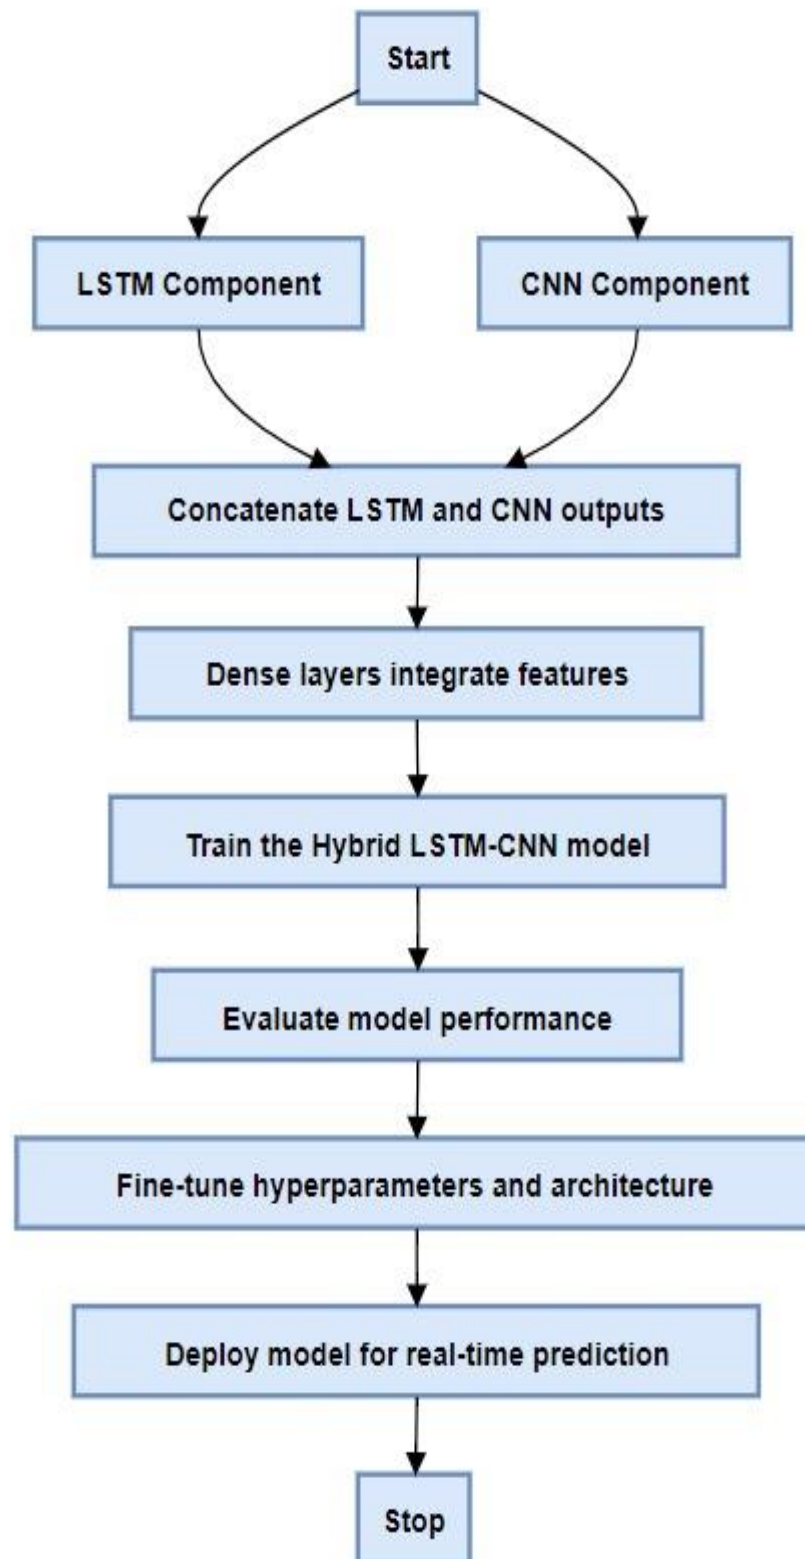 Start
LSTM Component
CNN Component
Concatenate LSTM and CNN outputs
Dense layers integrate features
Train the Hybrid LSTM-CNN model
Evaluate model performance
Fine-tune hyperparameters and architecture
Deploy model for real-time prediction
Stop